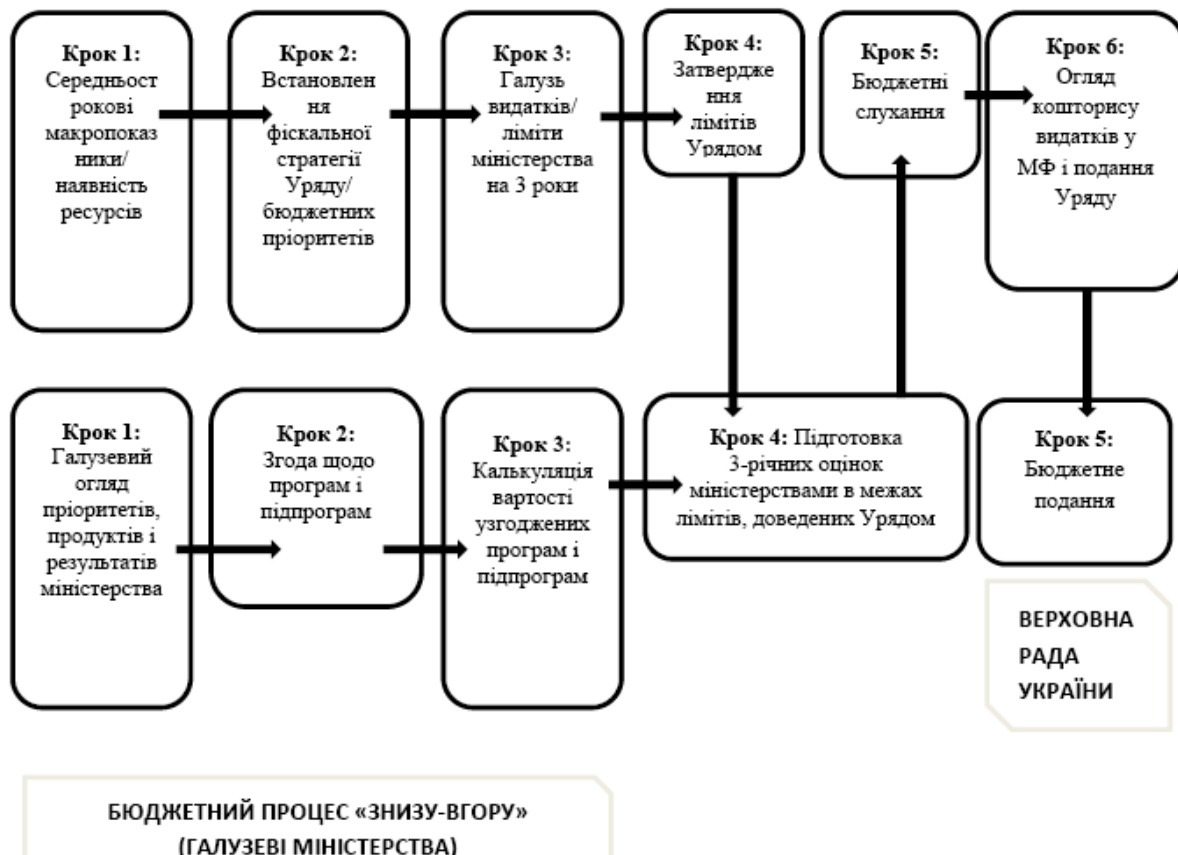 Крок 1:
Середньост
рокові
макропоказ
ники/
наявність
ресурсів
Крок 2:
Встановлен
ня
фіскальної
стратегії
Уряду/
бюджетних
пріоритетів
Крок 3:
Галузь
видатків/
ліміти
міністерства
на 3 роки
Крок 4:
Затвердже
ння
лімітів
Урядом
Крок 5:
Бюджетні
слухання
Крок 6:
Огляд
кошторису
видатків у
МФ і подання
Уряду
Крок 1:
Галузевий
огляд
пріоритетів,
продуктів і
результатів
міністерства
Крок 2:
Згода щодо
програм і
підпрограм
Крок 3:
Калькуляція
вартості
узгоджених
програм і
підпрограм
Крок 4: Підготовка
3-річних оцінок
міністерствами в межах
лімітів, доведених Урядом
Крок 5:
Бюджетне
подання
ВЕРХОВНА
РАДА
УКРАЇНИ
БЮДЖЕТНИЙ ПРОЦЕС «ЗНИЗУ-ВГОРУ»
(ГАЛУЗЕВІ МІНІСТЕРСТВА)